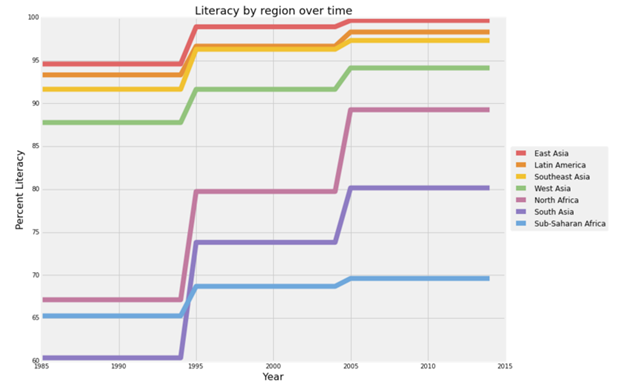 Literacy by region over time
100
95
90
85
80
75
70
65
60
Percent Literacy
1985
1990
1995
2000
2005
2010
2015
Year
East Asia
Latin America
Southeast Asia
West Asia
North Africa
South Asia
Sub-Saharan Africa